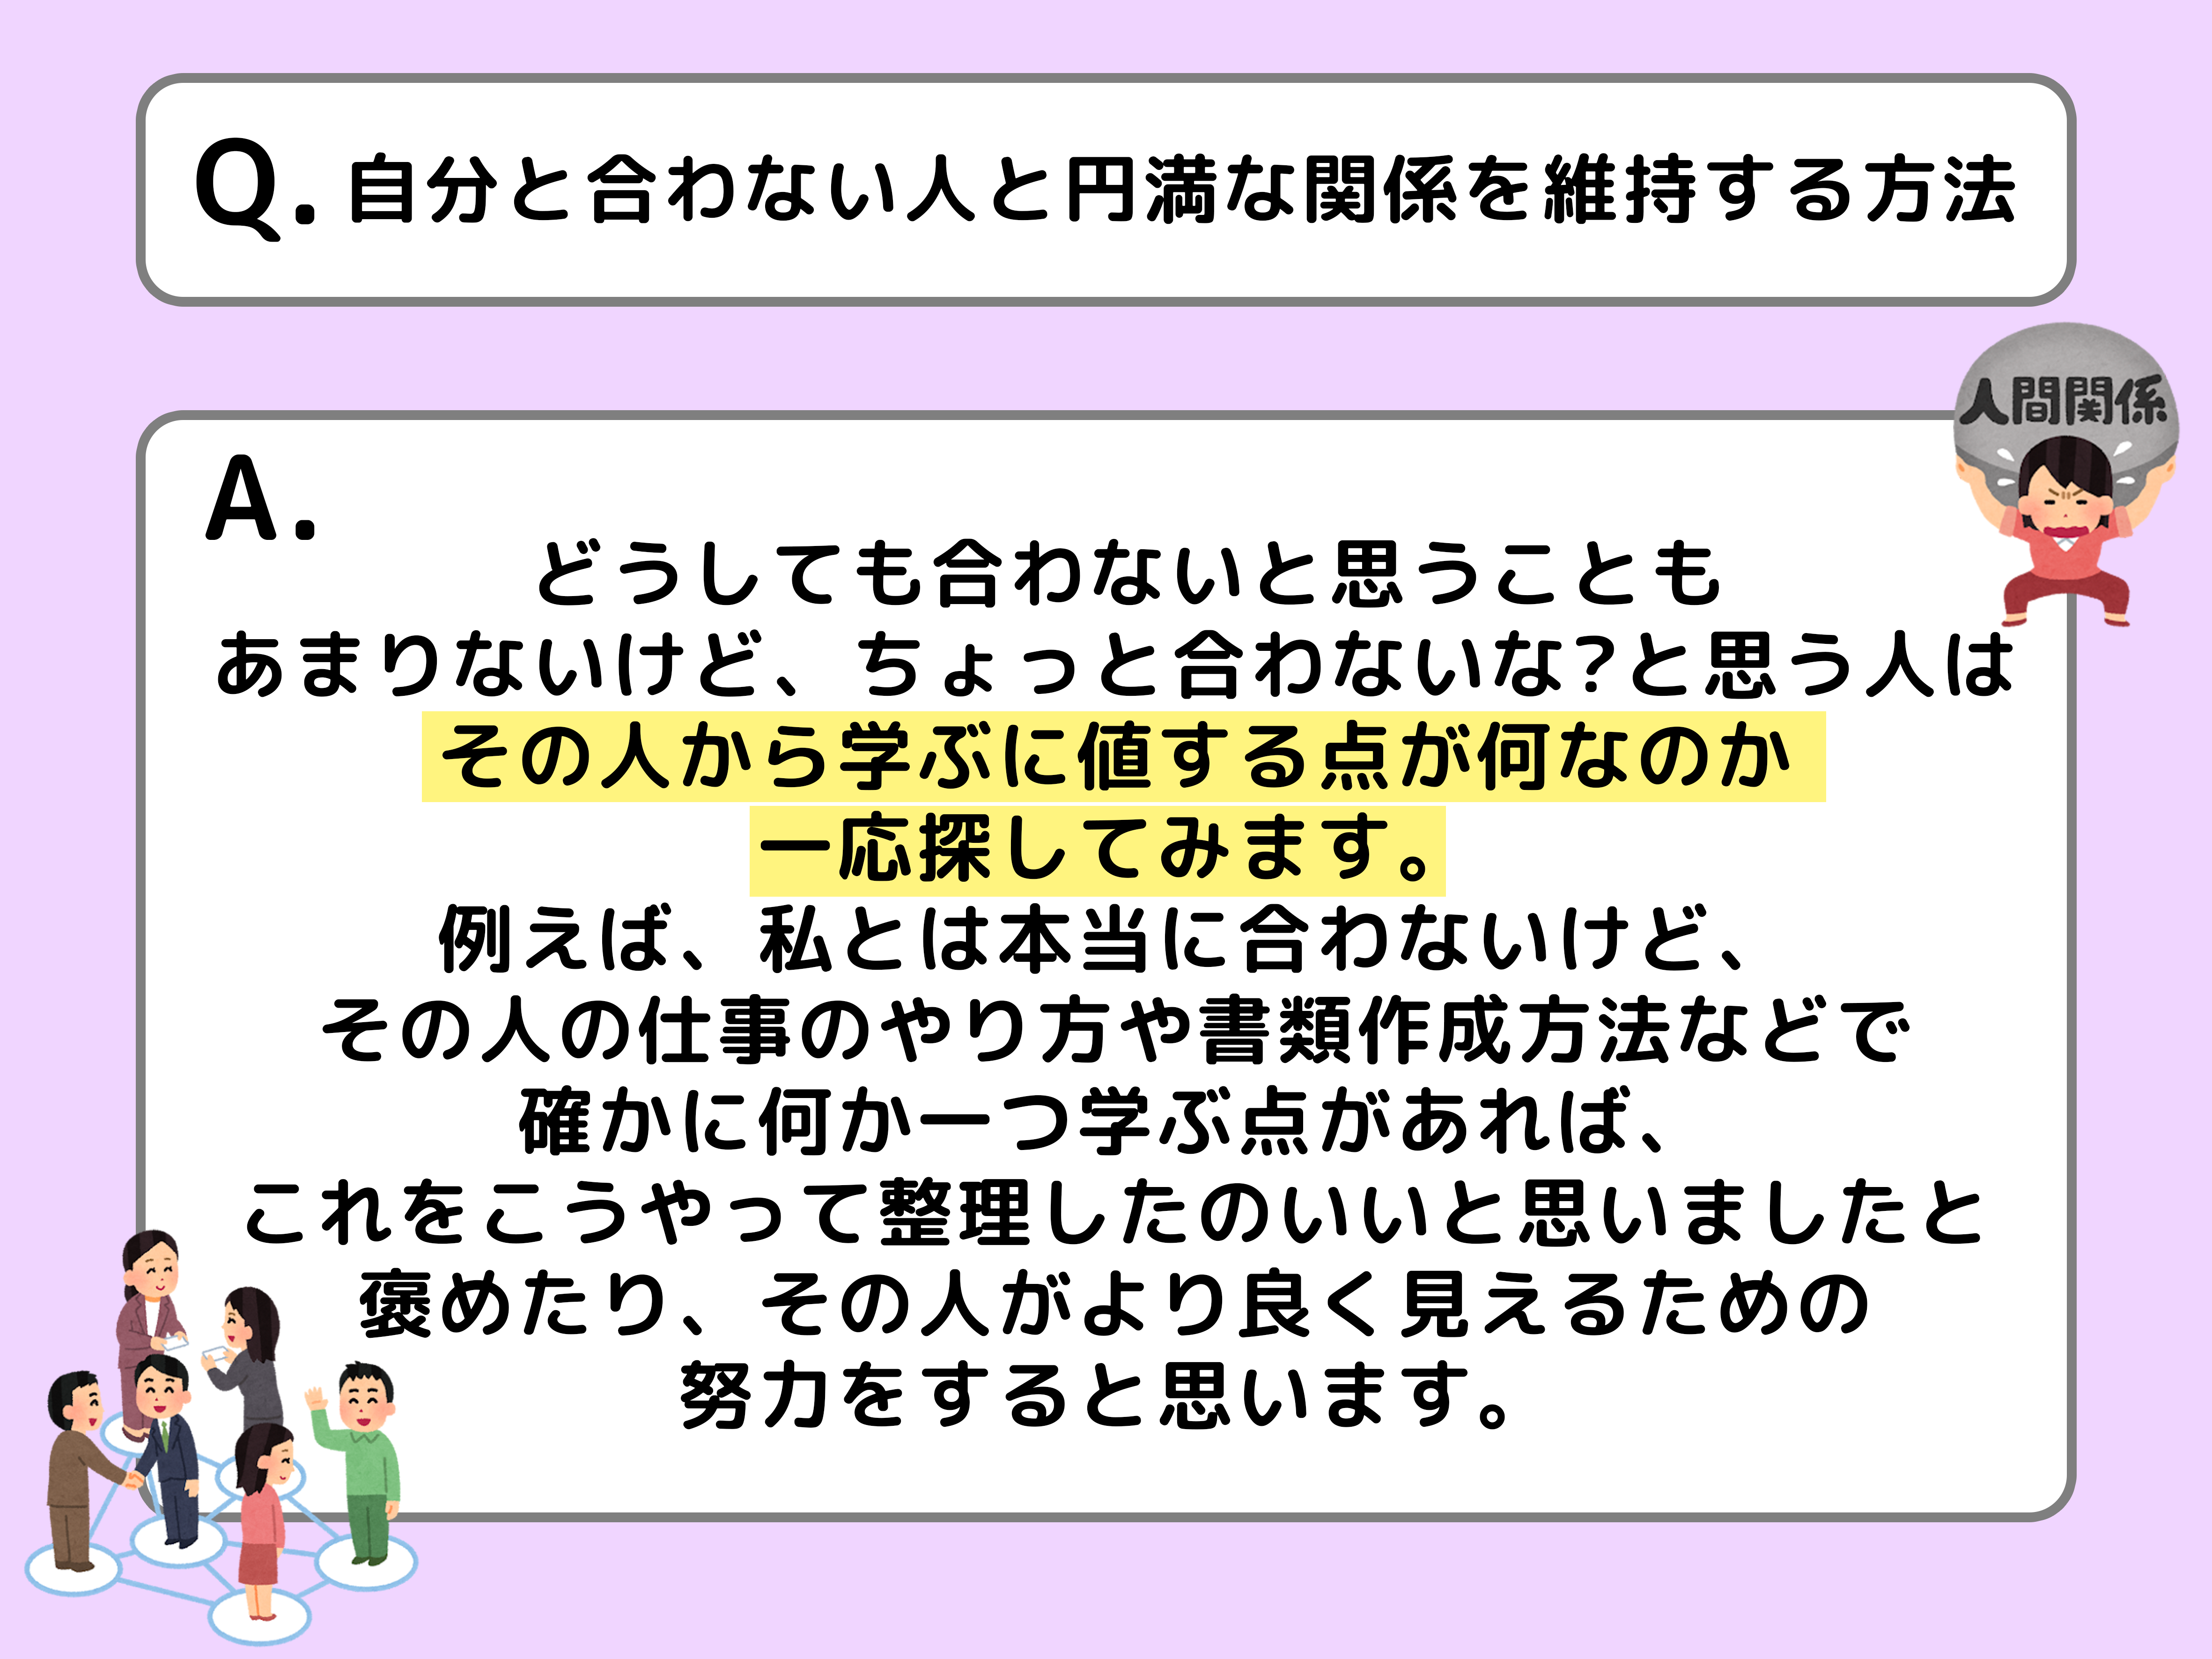 Q. 自分と合わない人と円満な関係を維持する方法
人間関係
A.
どうしても合わないと思うことも
あまりないけど、ちょっと合わないな?と思う人は
その人から学ぶに値する点が何なのか
一応探してみます。
例えば、私とは本当に合わないけど、
その人の仕事のやり方や書類作成方法などで
確かに何か一つ学ぶ点があれば、
これをこうやって整理したのいいと思いましたと
褒めたり、その人がより良く見えるための
努力をすると思います。